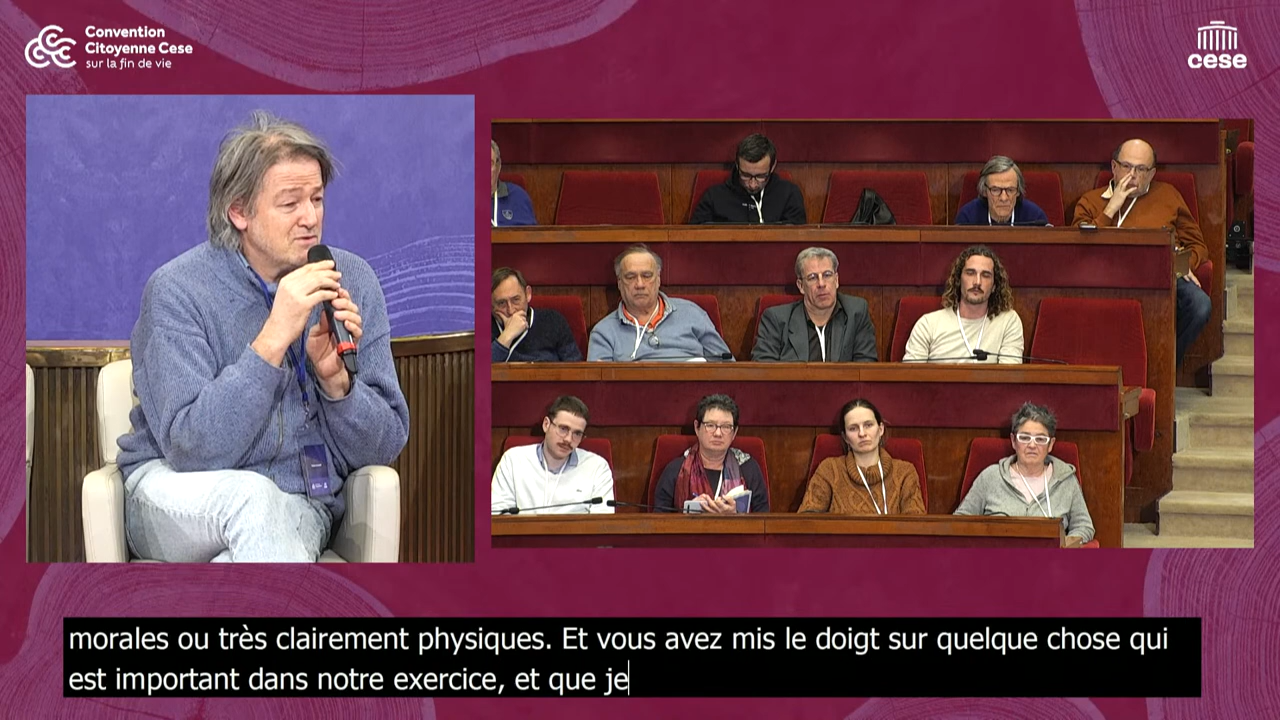 Convention
Citoyenne Cese
sur la fin de vie
cese
morales ou très clairement physiques. Et vous avez mis le doigt sur quelque chose qui
est important dans notre exercice, et que je